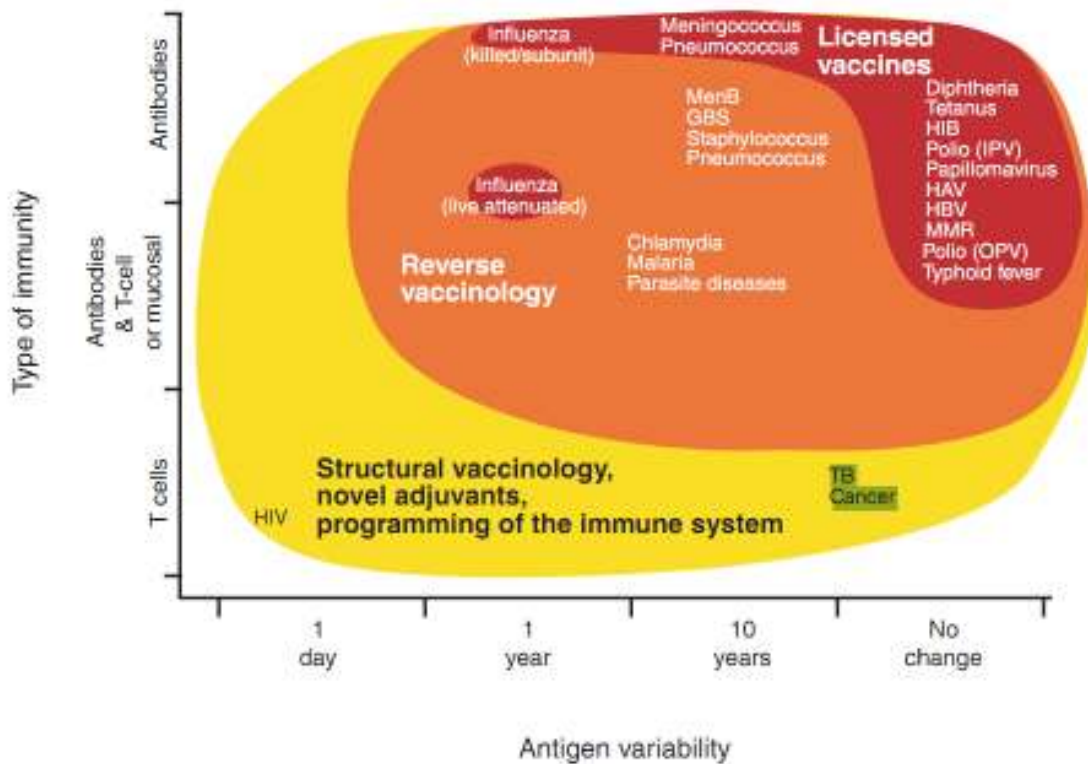 Influenza
(killed/subunit)
Meningococcus
Pneumococcus
Licensed
vaccines
Diphtheria
Tetanus
HIB
Polio (IPV)
Papillomavirus
HAV
HBV
MMR
Polio (OPV)
Typhoid fever
MenB
GBS
Staphylococcus
Pneumococcus
Influenza
(live attenuated)
Reverse
vaccinology
Chlamydia
Malaria
Parasite diseases
Structural vaccinology,
novel adjuvants,
programming of the immune system
HIV
TB
Cancer
Type of immunity
Antibodies
Antibodies
& T-cell
or mucosal
T cells
1
day
1
year
10
years
No
change
Antigen variability